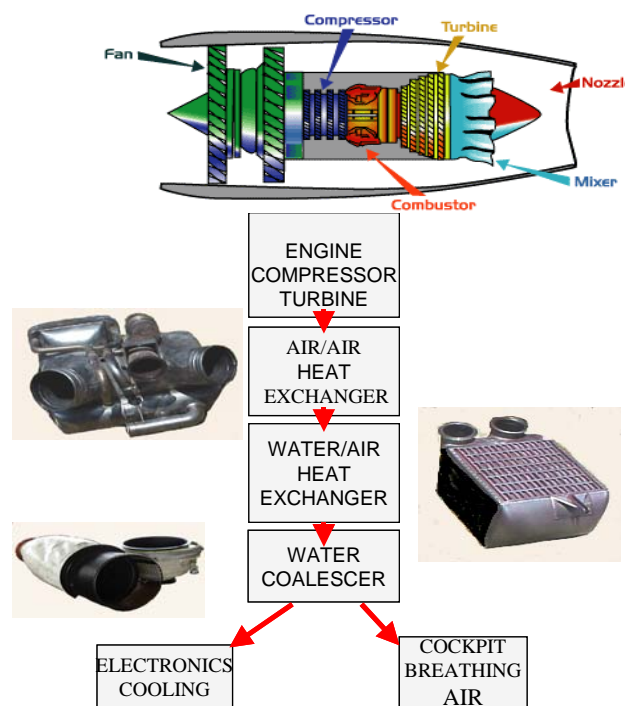 Compressor
Turbine
Fan
Nozzle
Combustor
Mixer
ENGINE
COMPRESSOR
TURBINE
AIR/AIR
HEAT
EXCHANGER
WATER/AIR
HEAT
EXCHANGER
WATER
COALESCER
ELECTRONICS
COOLING
COCKPIT
BREATHING
AIR